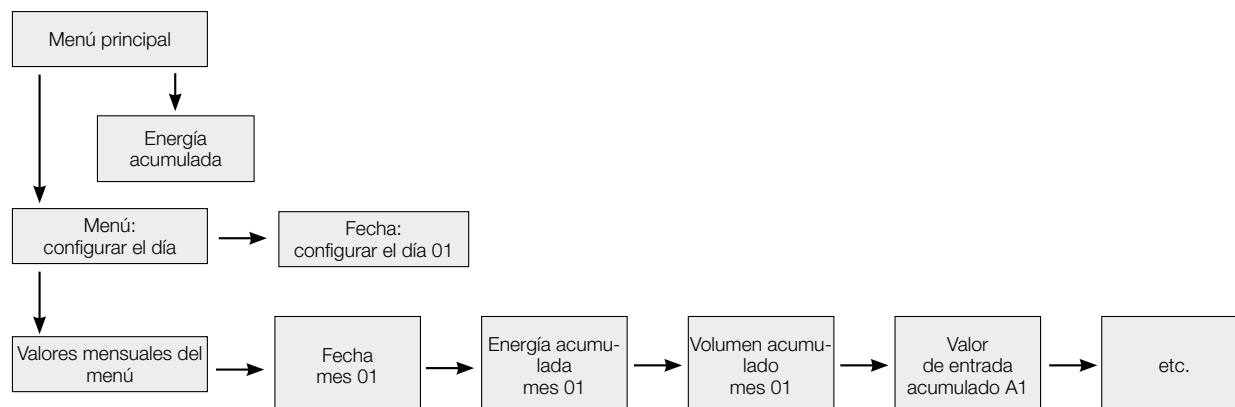 Menú principal
Energía
acumulada
Menú:
configurar el día
Fecha:
configurar el día 01
Valores mensuales del
menú
Fecha
mes 01
Energía acumu-
lada
mes 01
Volumen acumu-
lado
mes 01
Valor
de entrada
acumulado A1
etc.